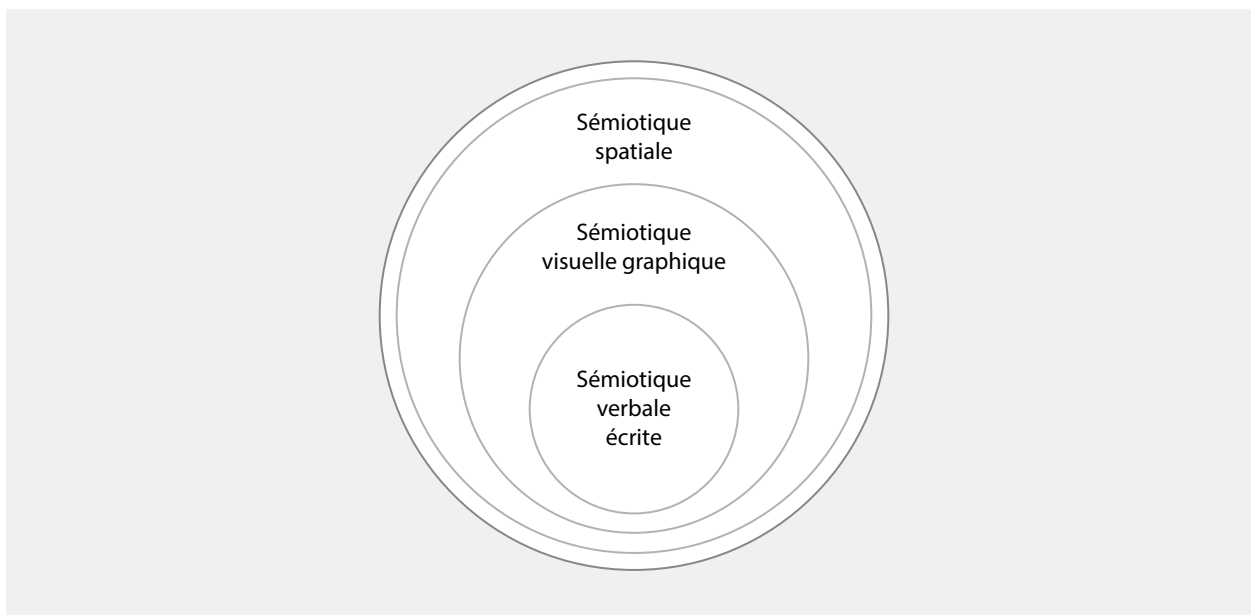 Sémiotique
spatiale
Sémiotique
visuelle graphique
Sémiotique
verbale
écrite